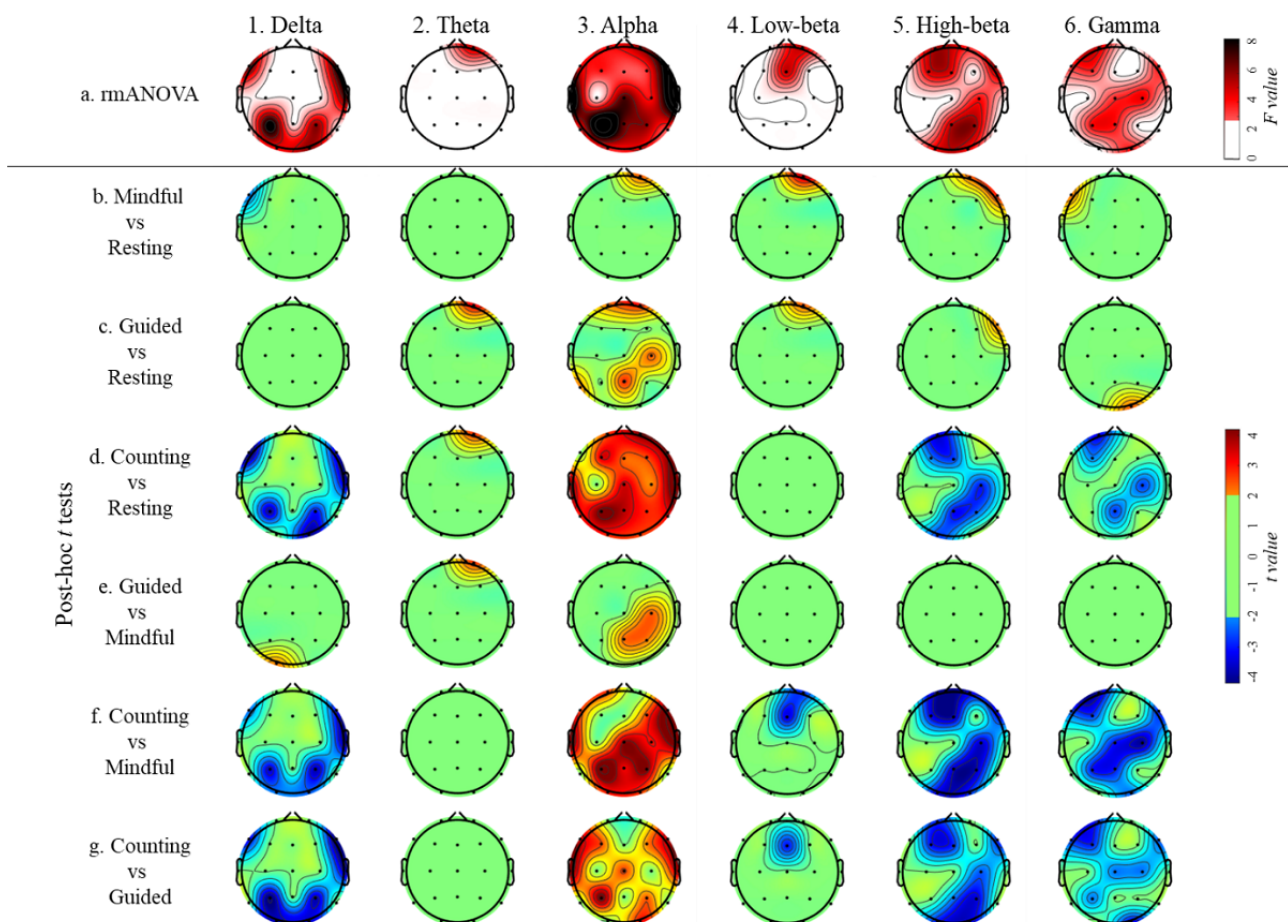 1. Delta 2. Theta 3. Alpha 4. Low-beta 5. High-beta 6. Gamma
a. rmANOVA
0 2 4 6 8
F value
b. Mindful
vs
Resting
c. Guided
vs
Resting
d. Counting
vs
Resting
e. Guided
vs
Mindful
f. Counting
vs
Mindful
g. Counting
vs
Guided
Post-hoc t tests
-4 -3 -2 -1 0 1 2 3 4
t value